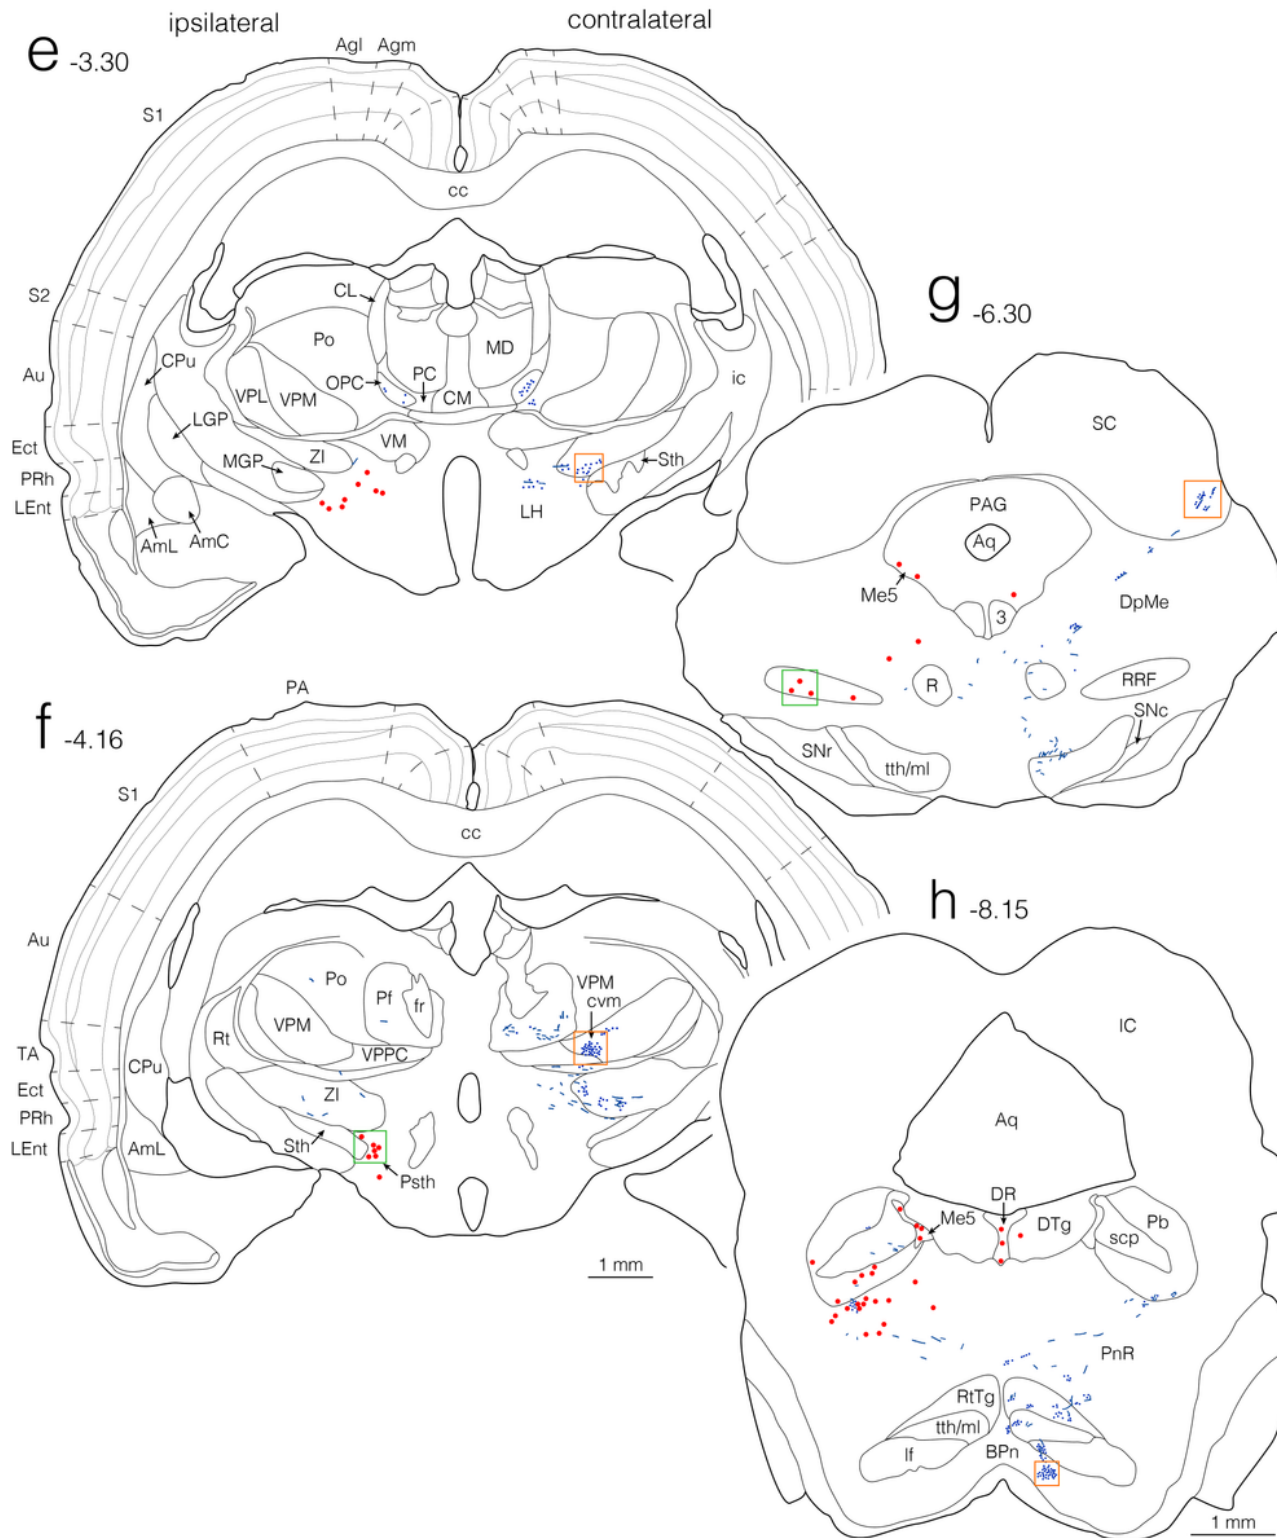 ipsilateral
contralateral
e -3.30
Agl Agm
S1
cc
S2
CL
Po
MD
CPu
Au
OPC
PC
ic
VPL
VPM
CM
LGP
VM
Ect
MGP
ZI
Sth
PRh
LEnt
LH
AmL
AmC
g -6.30
SC
PAG
Aq
Me5
DpMe
3
R
RRF
SNc
SNr
tth/ml
PA
f -4.16
S1
cc
Au
Po
VPM
cvm
Pf
fr
Rt
VPM
VPPC
TA
CPu
Ect
ZI
PRh
Sth
LEnt
AmL
Psth
1 mm
h -8.15
IC
Aq
DR
Me5
DTg
Pb
scp
PnR
RtTg
tth/ml
lf
BPn
1 mm